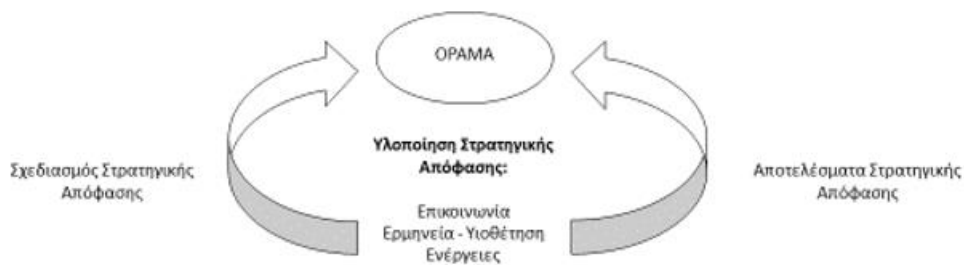 ΟΡΑΜΑ
Υλοποίηση Στρατηγικής
Απόφασης:
Σχεδιασμός Στρατηγικής
Απόφασης
Αποτελέσματα Στρατηγικής
Απόφασης
Επικοινωνία
Ερμηνεία - Υιοθέτηση
Ενέργειες